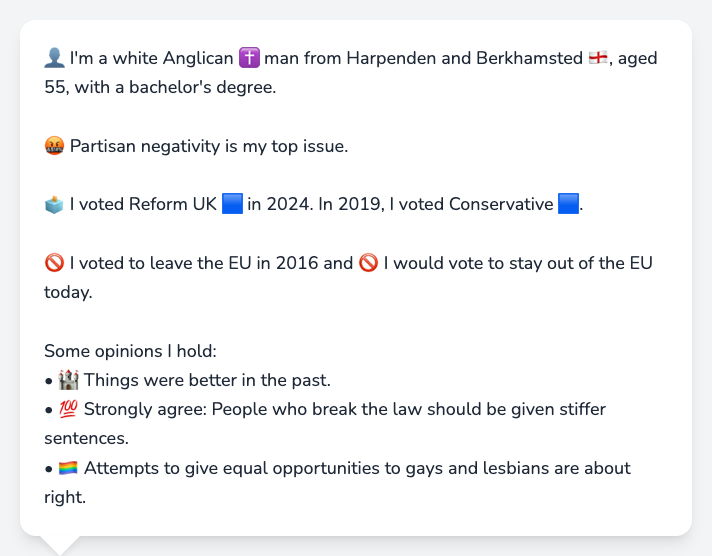 👤 I'm a white Anglican ✝️ man from Harpenden and Berkhamsted 🏴󠁧󠁢󠁥󠁮󠁧󠁿, aged
55, with a bachelor's degree.
🤬 Partisan negativity is my top issue.
🗳️ I voted Reform UK 🟦 in 2024. In 2019, I voted Conservative 🟦.
🚫 I voted to leave the EU in 2016 and 🚫 I would vote to stay out of the EU
today.
Some opinions I hold:
• 🏰 Things were better in the past.
• 💯 Strongly agree: People who break the law should be given stiffer
sentences.
• 🏳️‍🌈 Attempts to give equal opportunities to gays and lesbians are about
right.